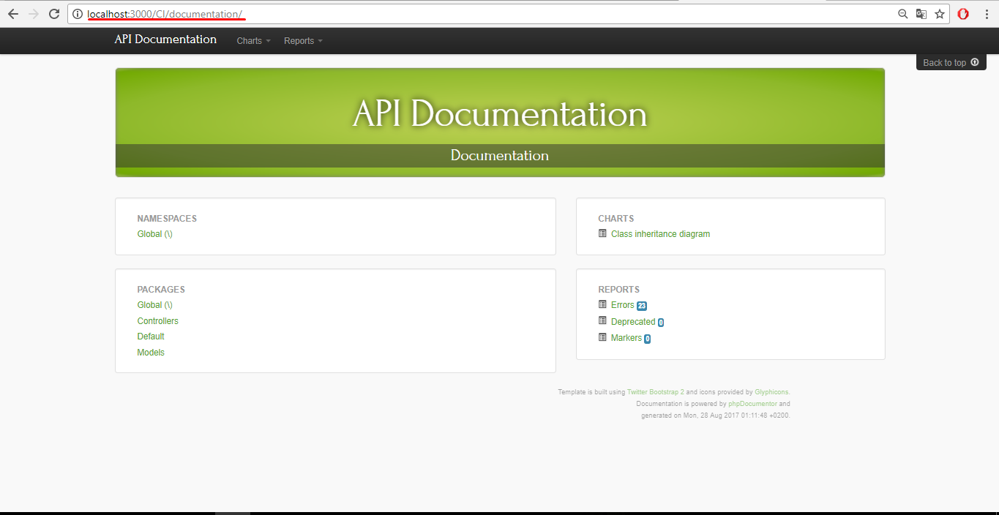 localhost:3000/CI/documentation/
API Documentation Charts Reports
Back to top
API Documentation
Documentation
NAMESPACES
Global (\)
CHARTS
Class inheritance diagram
PACKAGES
Global (\)
Controllers
Default
Models
REPORTS
Errors 23
Deprecated 0
Markers 0
Template is built using Twitter Bootstrap 2 and icons provided by Glyphicons.
Documentation is powered by phpDocumentor and
generated on Mon, 28 Aug 2017 01:11:48 +0200.